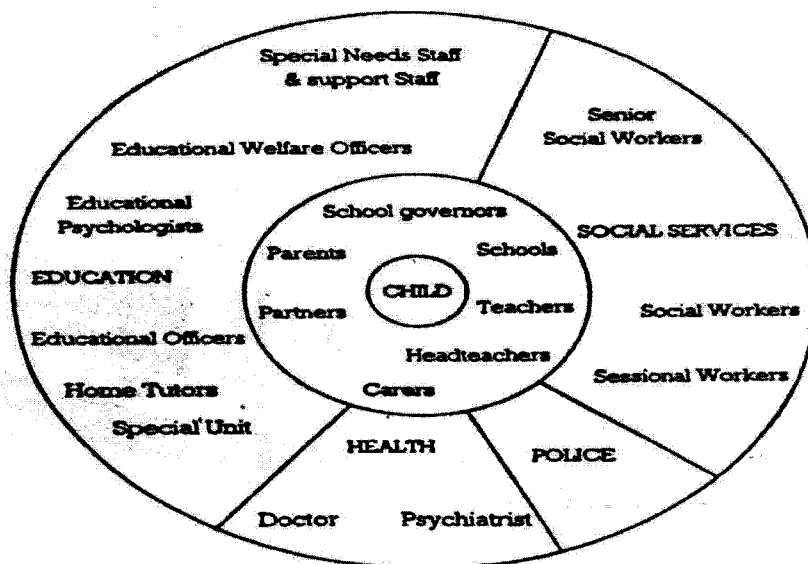 Special Needs Staff
& support Staff
Senior
Social Workers
Educational Welfare Officers
Educational
Psychologists
School governors
SOCIAL SERVICES
Parents
Schools
EDUCATION
CHILD
Partners
Teachers
Social Workers
Educational Officers
Headteachers
Home Tutors
Carers
Sessional Workers
Special Unit
HEALTH
POLICE
Doctor
Psychiatrist